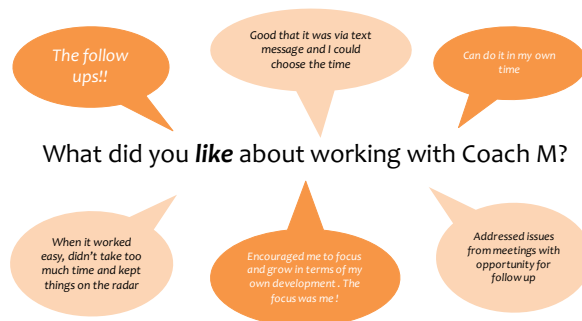 The follow
ups!!
Good that it was via text
message and I could
choose the time
Can do it in my own
time
What did you like about working with Coach M?
When it worked
easy, didn't take too
much time and kept
things on the radar
Encouraged me to focus
and grow in terms of my
own development . The
focus was me !
Addressed issues
from meetings with
opportunity for
follow up